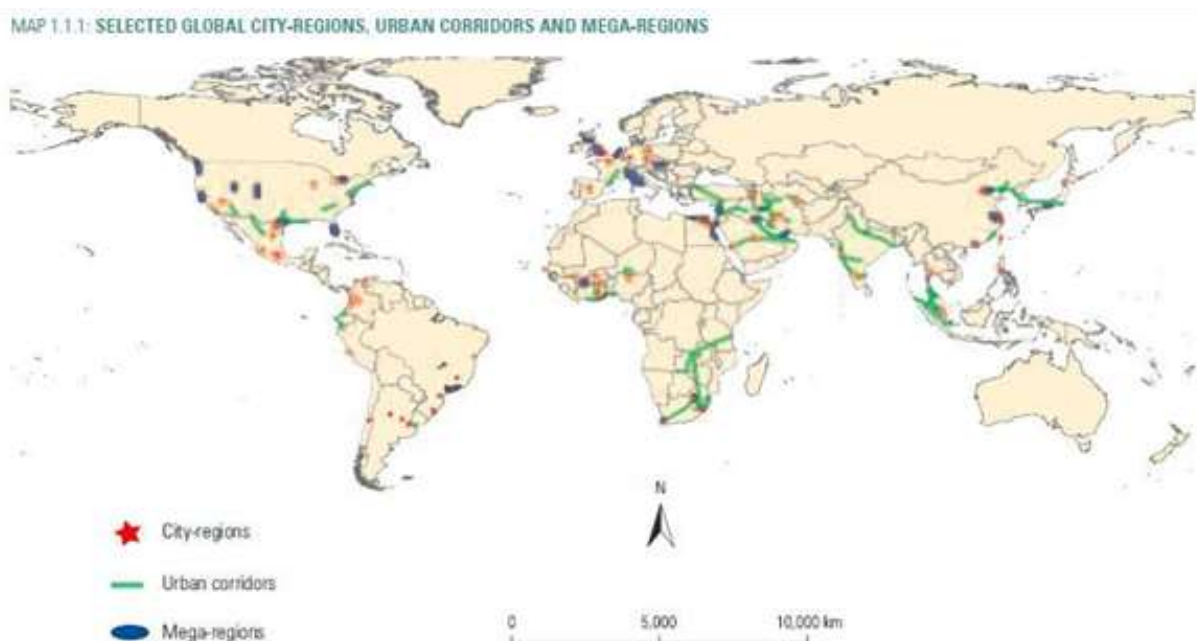 MAP 1.1.1: SELECTED GLOBAL CITY-REGIONS, URBAN CORRIDORS AND MEGA-REGIONS
N
City-regions
Urban corridors
Mega-regions
0 5,000 10,000 km